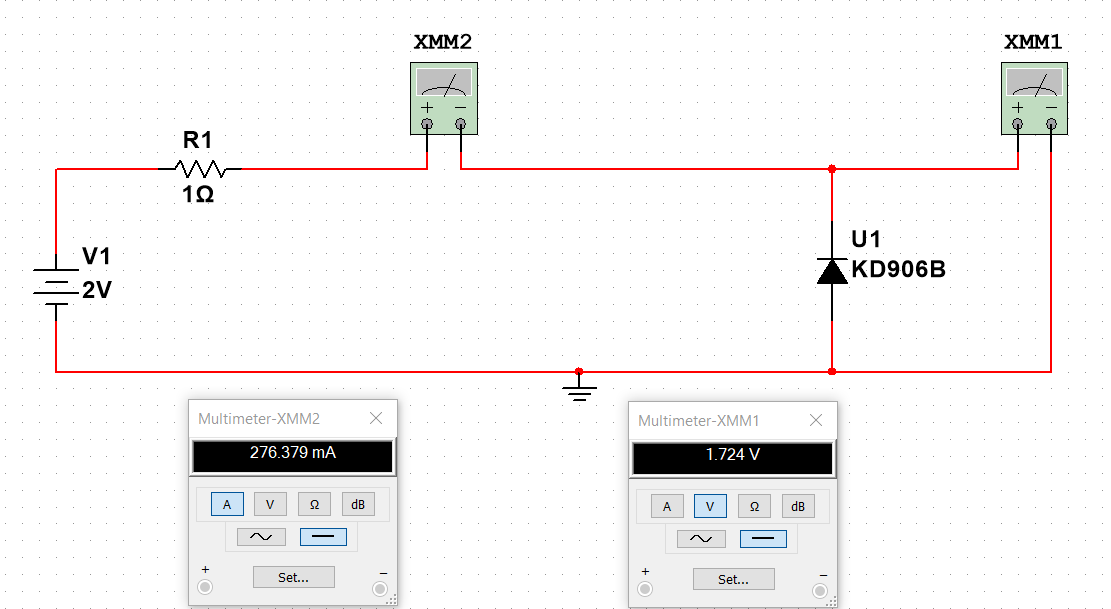 XMM2
XMM1
+ −
+ −
R1
1Ω
V1
2V
U1
KD906B
Multimeter-XMM2
276.379 mA
A V Ω dB
+ −
Set...
Multimeter-XMM1
1.724 V
A V Ω dB
+ −
Set...